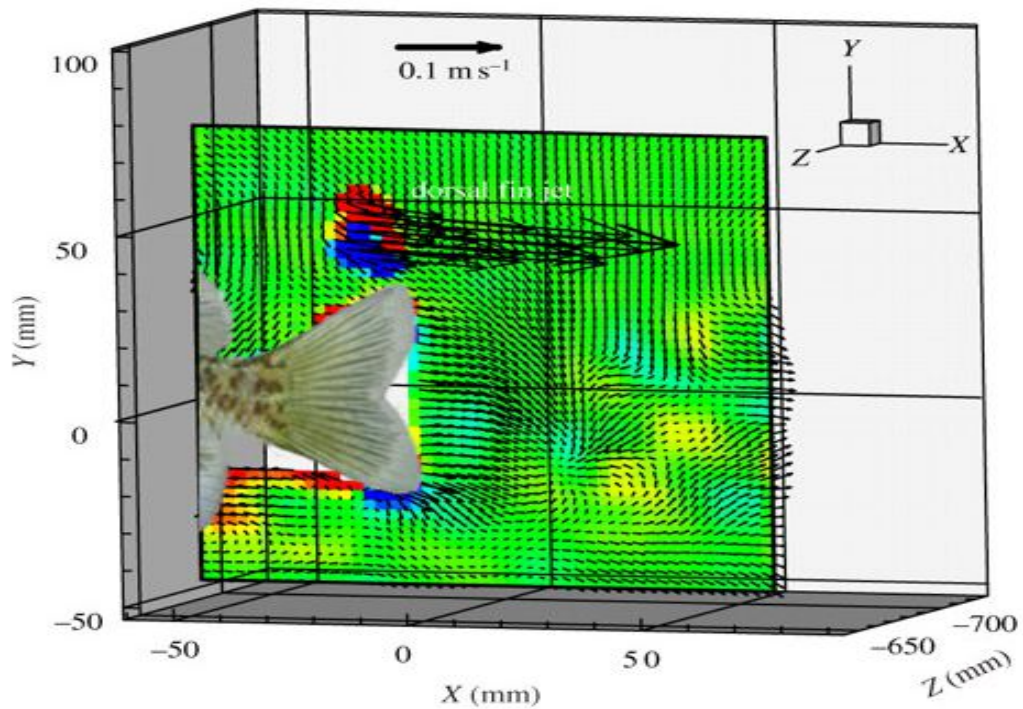 100
0.1 m s⁻¹
Y
Z
X
dorsal fin jet
50
Y (mm)
0
−50
−50
0
50
X (mm)
−650
−700
Z (mm)